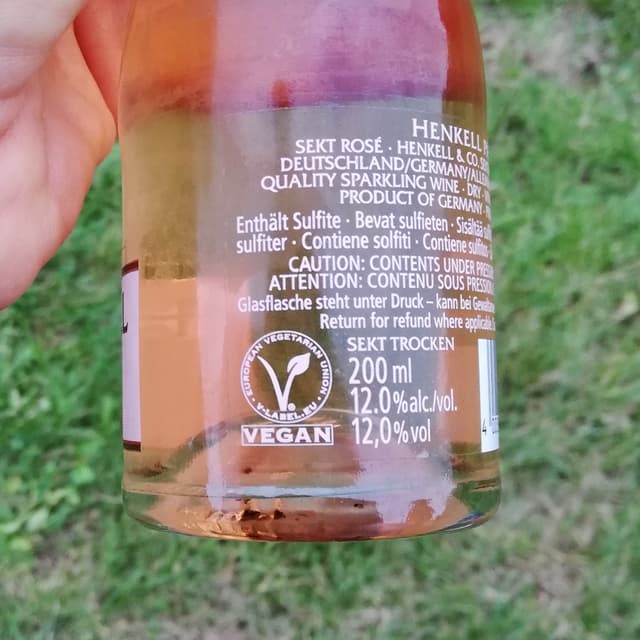 HENKELL
SEKT ROSÉ · HENKELL & CO.
DEUTSCHLAND/GERMANY/
QUALITY SPARKLING WINE · DRY ·
PRODUCT OF GERMANY ·
Enthält Sulfite · Bevat sulfieten · Sisältää
sulfiter · Contiene solfiti · Contiene sulfitos
CAUTION: CONTENTS UNDER
ATTENTION: CONTENU SOUS
Glasflasche steht unter Druck – kann bei
Return for refund where applicable.
SEKT TROCKEN
EUROPEAN VEGETARIAN UNION
· V-LABEL.EU ·
VEGAN
200 ml
12.0%alc./vol.
12,0%vol
4
L